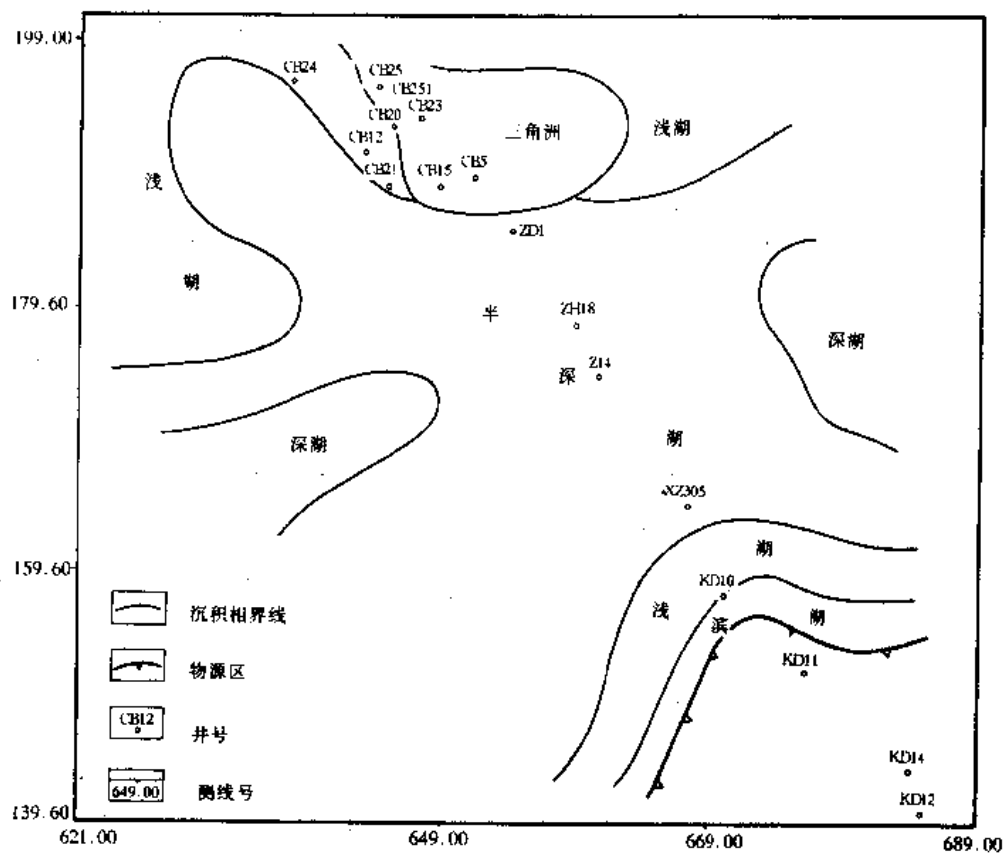 199.00
CB24
CB25
CB251
CB23
CB20
三角洲
浅湖
CB12
浅
CB21
CB15
CB5
ZD1
湖
179.60
半
ZH18
深湖
深
Z14
深湖
湖
XZ305
湖
159.60
KD10
浅
滨
湖
沉积相界线
物源区
KD11
CB12
井号
KD14
649.00
测线号
KD12
139.60
621.00
649.00
669.00
689.00